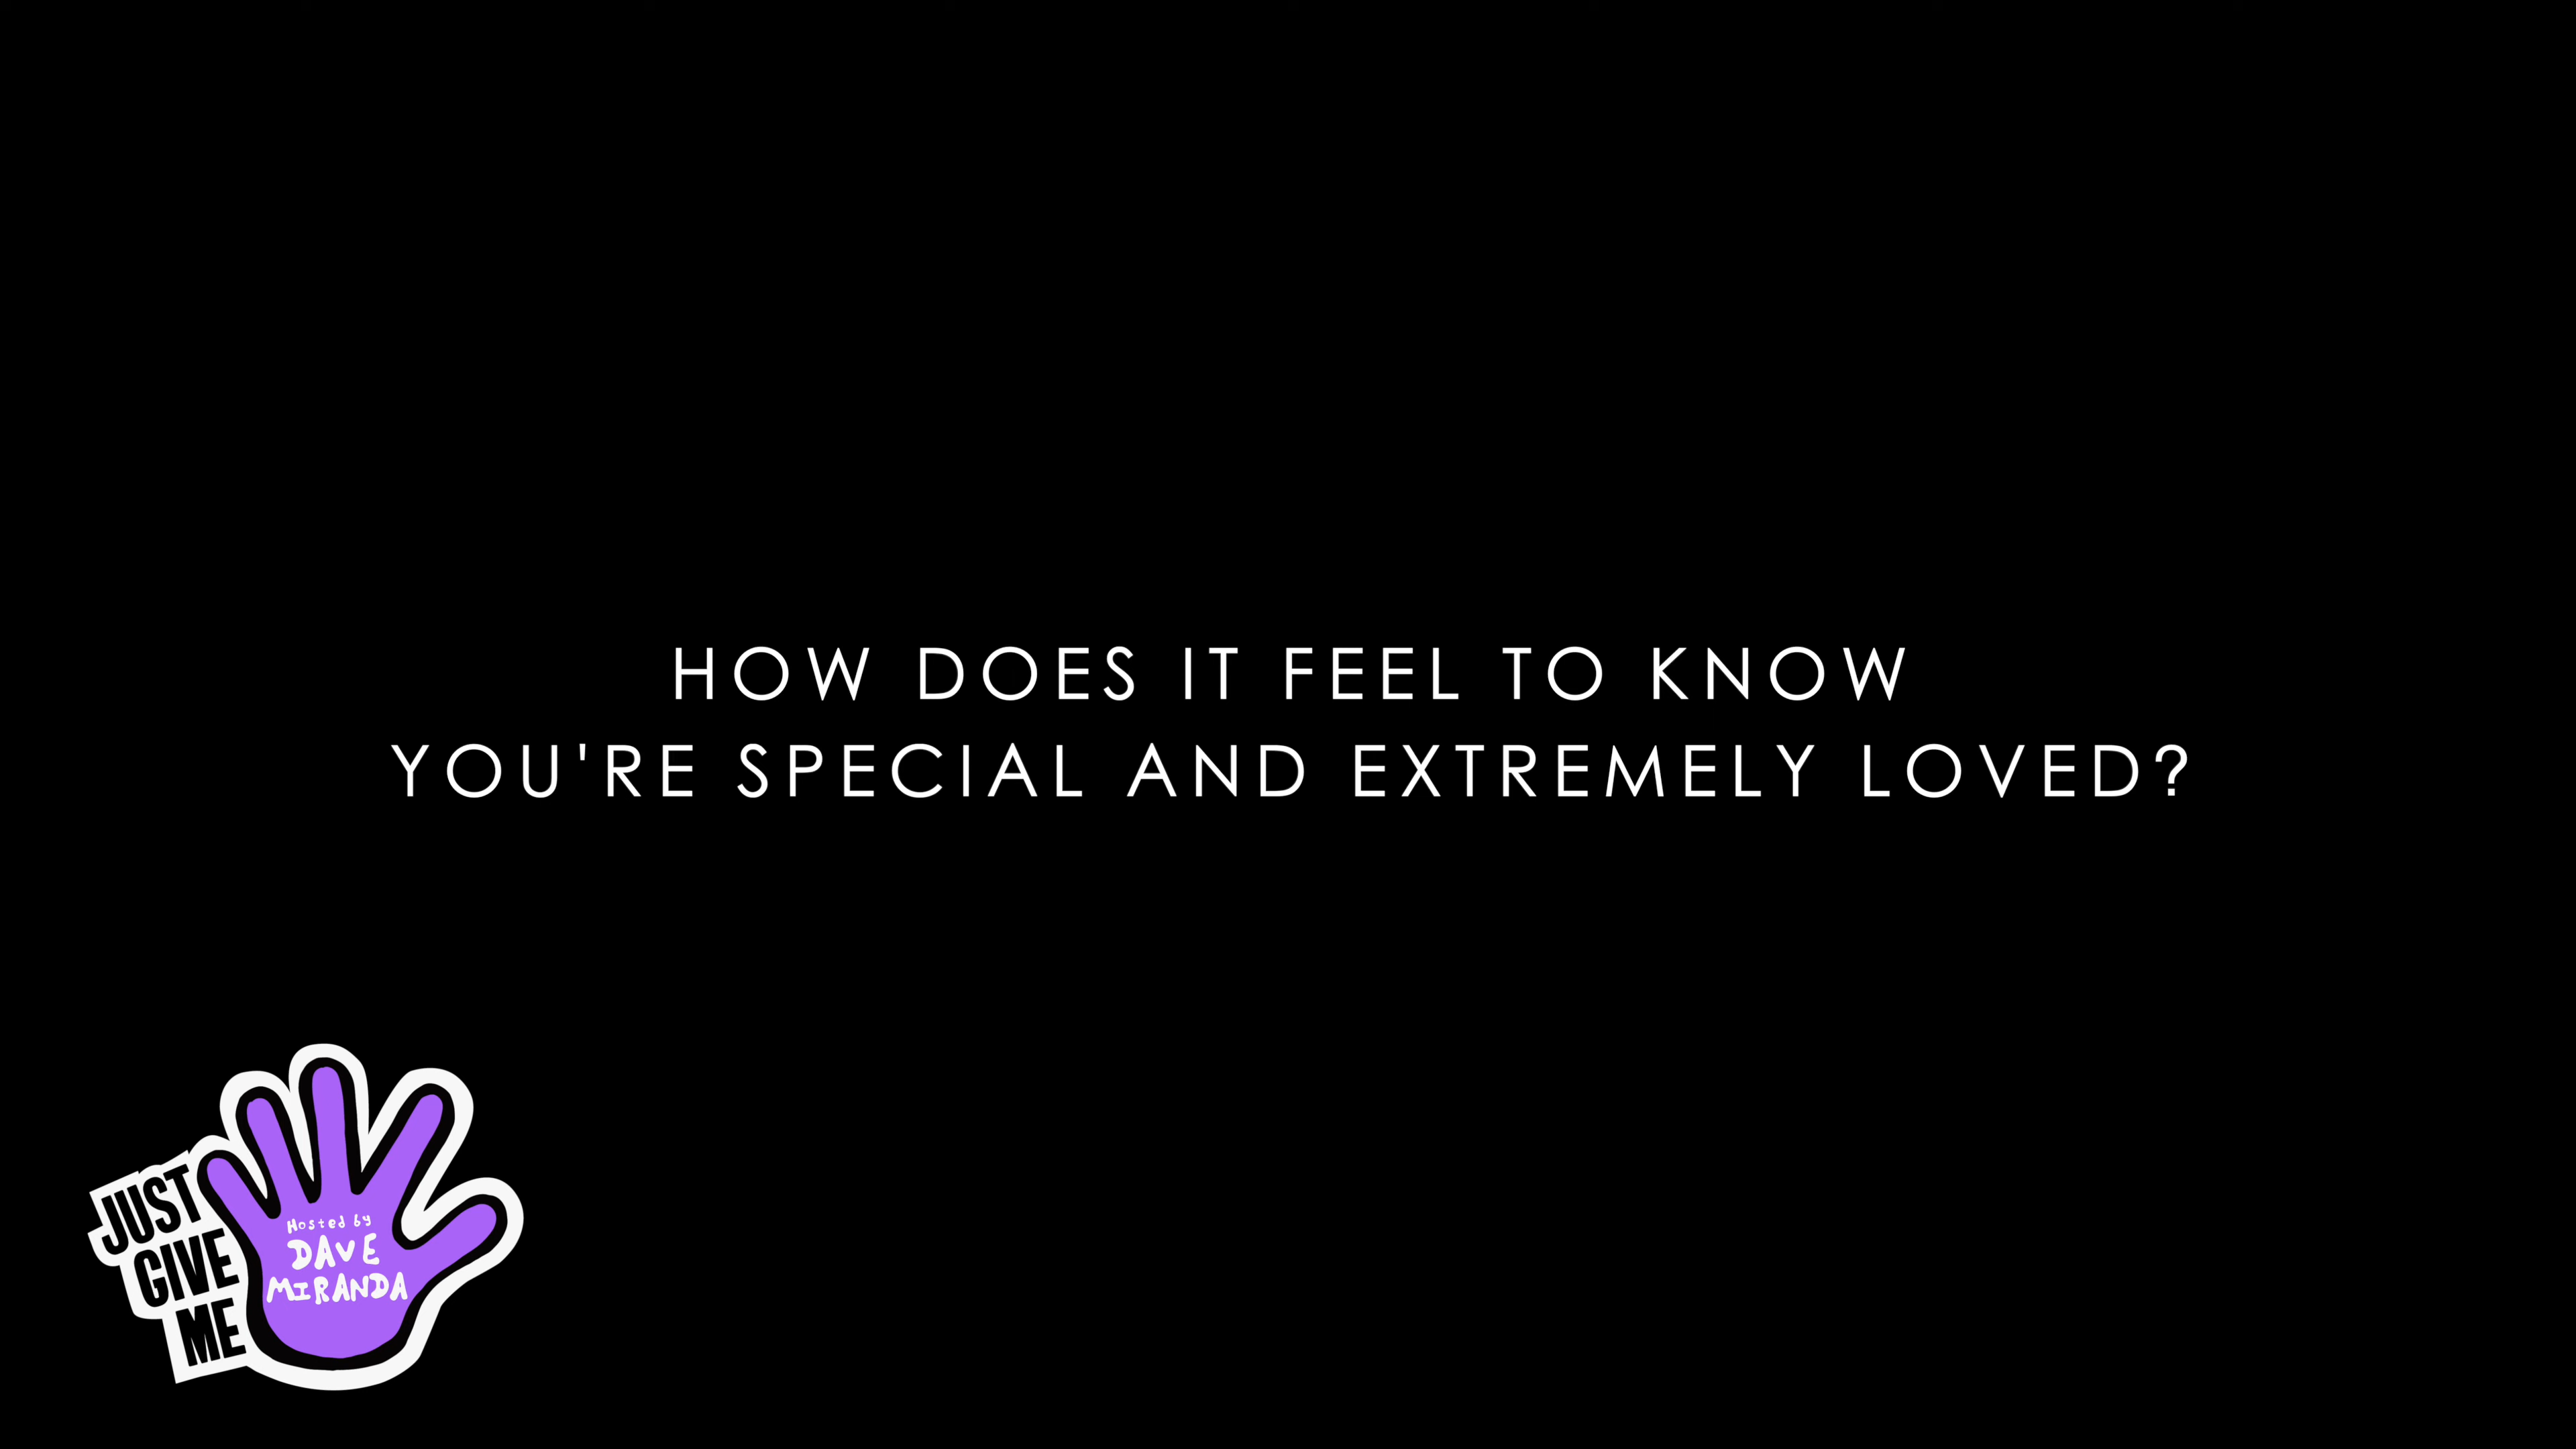 HOW DOES IT FEEL TO KNOW
YOU'RE SPECIAL AND EXTREMELY LOVED?
JUST
GIVE
ME
Hosted by
DAVE
MIRANDA